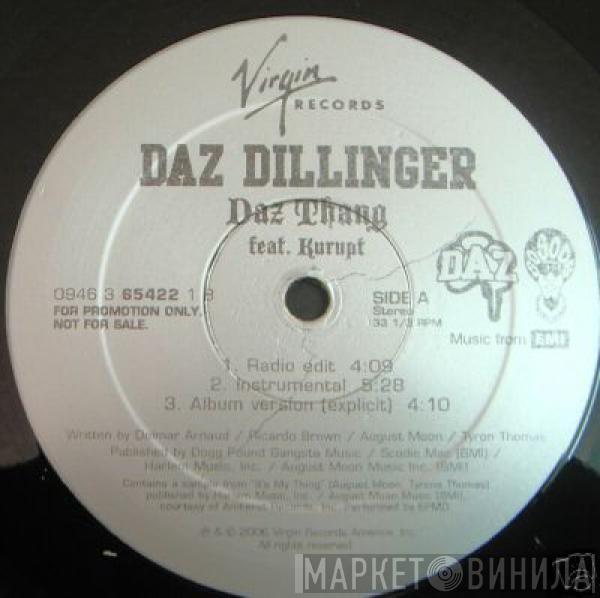 Virgin
RECORDS
DAZ DILLINGER
Daz Thang
feat. Kurupt
0946 3 65422 1 8
FOR PROMOTION ONLY.
NOT FOR SALE.
SIDE A
Stereo
33 1/3 RPM
DAZ
Music from EMI
1. Radio edit 4:09
2. Instrumental 5:28
3. Album version (explicit) 4:10
Written by Delmar Arnaud / Ricardo Brown / August Moon / Tyron Thomas
Published by Dogg Pound Gangsta Music / Scodie Mac (BMI) /
Harlem Music, Inc. / August Moon Music Inc. (BMI)
Contains a sample from "It's My Thing" (August Moon, Tyrone Thomas)
published by Harlem Music, Inc. / August Moon Music (BMI),
courtesy of Amherst Records, Inc. Performed by EPMD
℗ & © 2006 Virgin Records America, Inc.
All rights reserved
МАРКЕТ ВИНИЛА